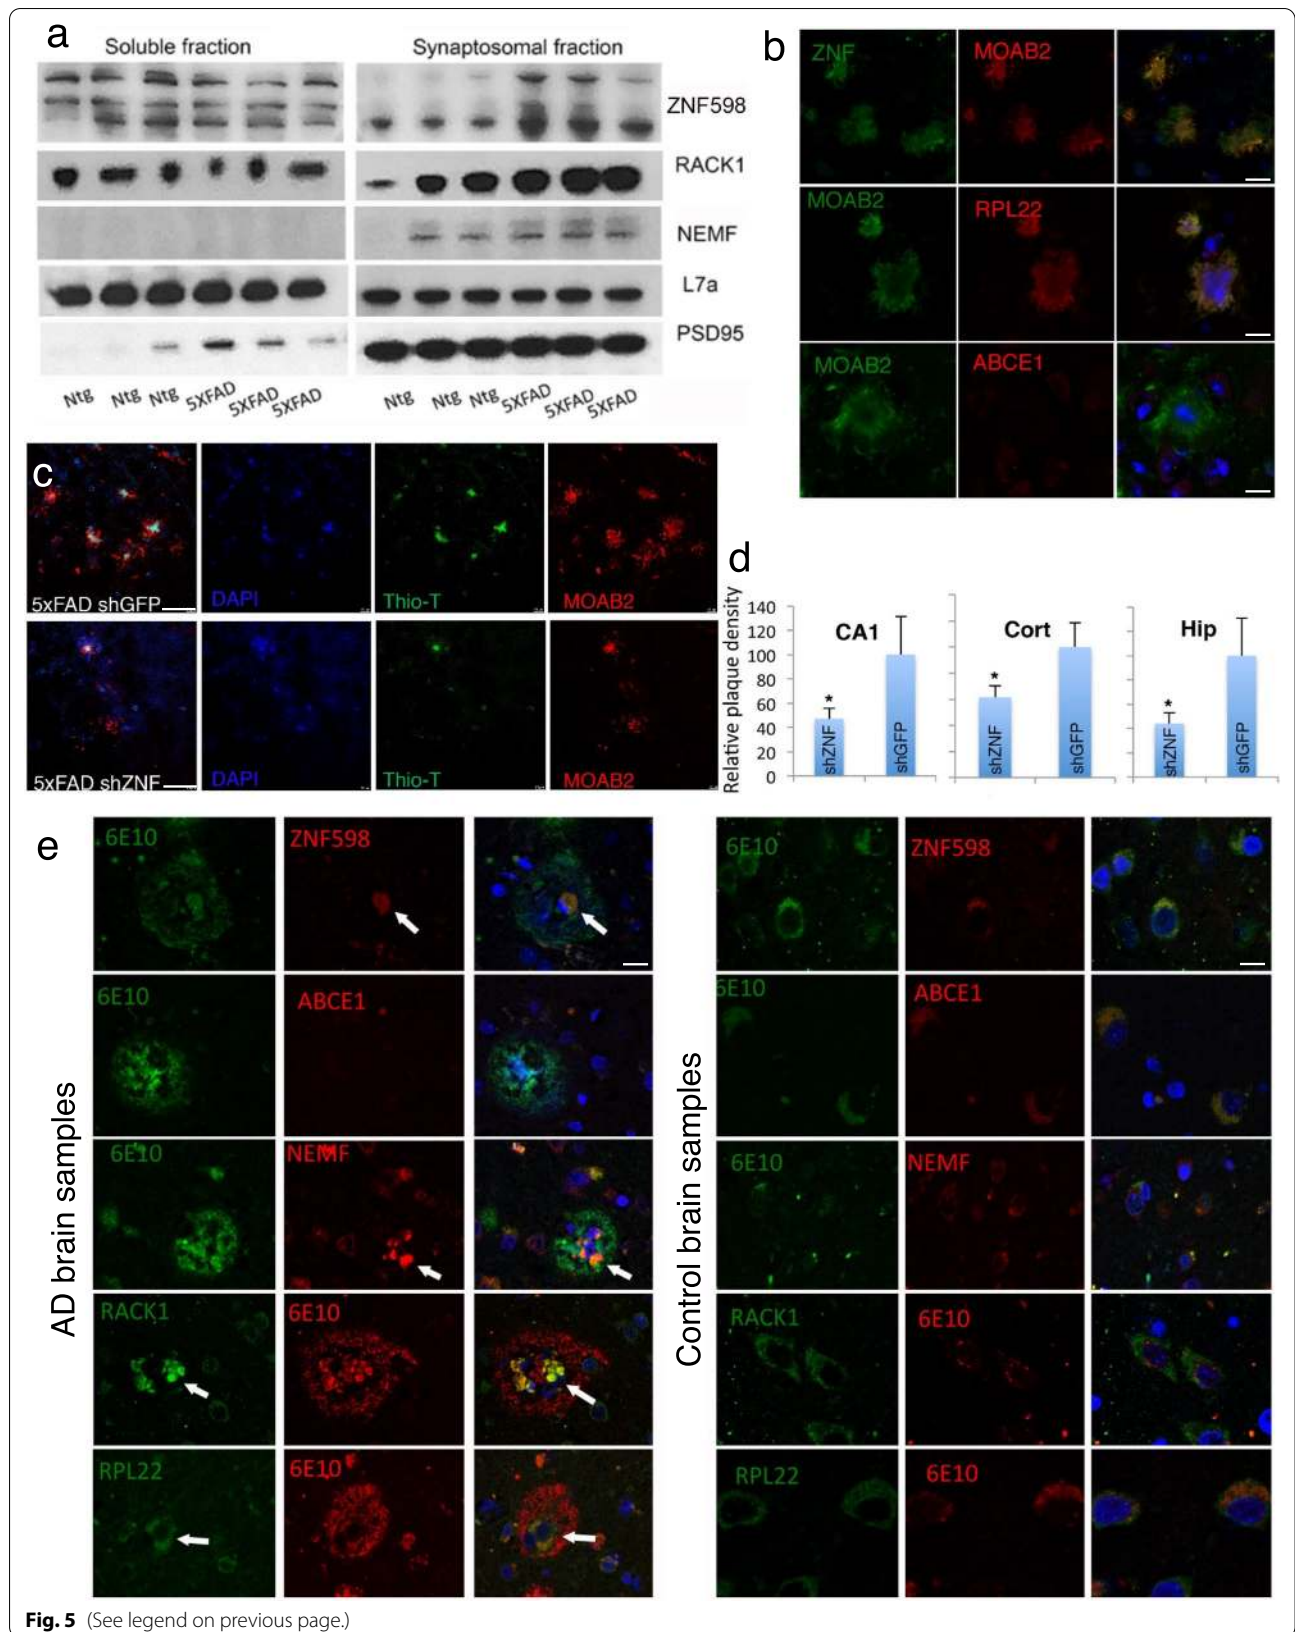 a
Soluble fraction
Synaptosomal fraction
ZNF598
RACK1
NEMF
L7a
PSD95
Ntg Ntg Ntg 5XFAD 5XFAD 5XFAD
Ntg Ntg Ntg 5XFAD 5XFAD 5XFAD
b
ZNF MOAB2
MOAB2 RPL22
MOAB2 ABCE1
c
5xFAD shGFP DAPI Thio-T MOAB2
5xFAD shZNF DAPI Thio-T MOAB2
d
Relative plaque density
140
120
100
80
60
40
20
0
CA1
*
shZNF
shGFP
Cort
*
shZNF
shGFP
Hip
*
shZNF
shGFP
e
AD brain samples
6E10 ZNF598
6E10 ABCE1
6E10 NEMF
RACK1 6E10
RPL22 6E10
Control brain samples
6E10 ZNF598
6E10 ABCE1
6E10 NEMF
RACK1 6E10
RPL22 6E10
Fig. 5 (See legend on previous page.)